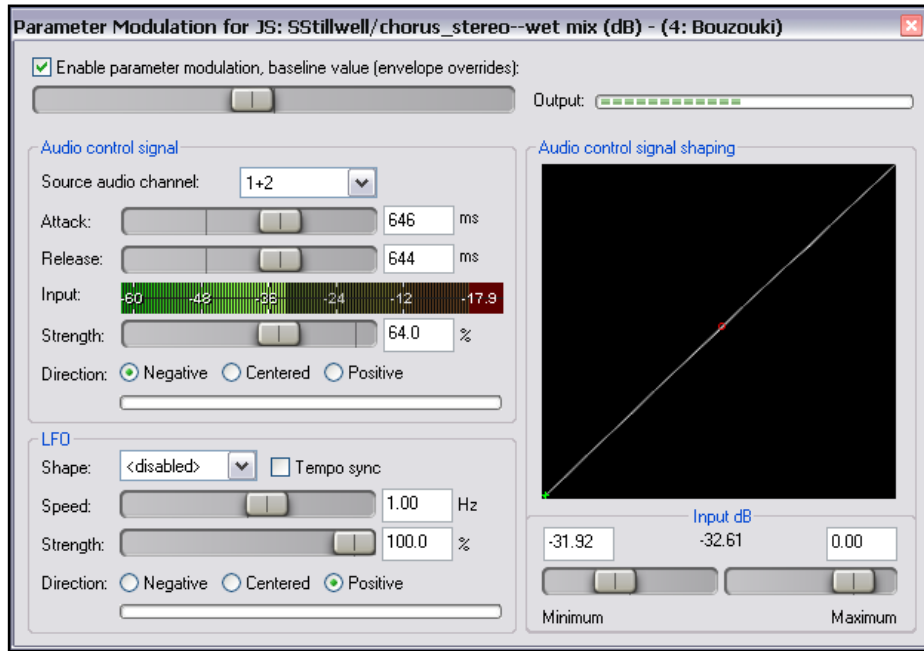 Parameter Modulation for JS: SStillwell/chorus_stereo--wet mix (dB) - (4: Bouzouki)
Enable parameter modulation, baseline value (envelope overrides):
Output:
Audio control signal
Source audio channel: 1+2
Attack: 646 ms
Release: 644 ms
Input: -60 -48 -36 -24 -12 -17.9
Strength: 64.0 %
Direction: Negative Centered Positive
LFO
Shape: <disabled> Tempo sync
Speed: 1.00 Hz
Strength: 100.0 %
Direction: Negative Centered Positive
Audio control signal shaping
Input dB
-31.92 -32.61 0.00
Minimum Maximum